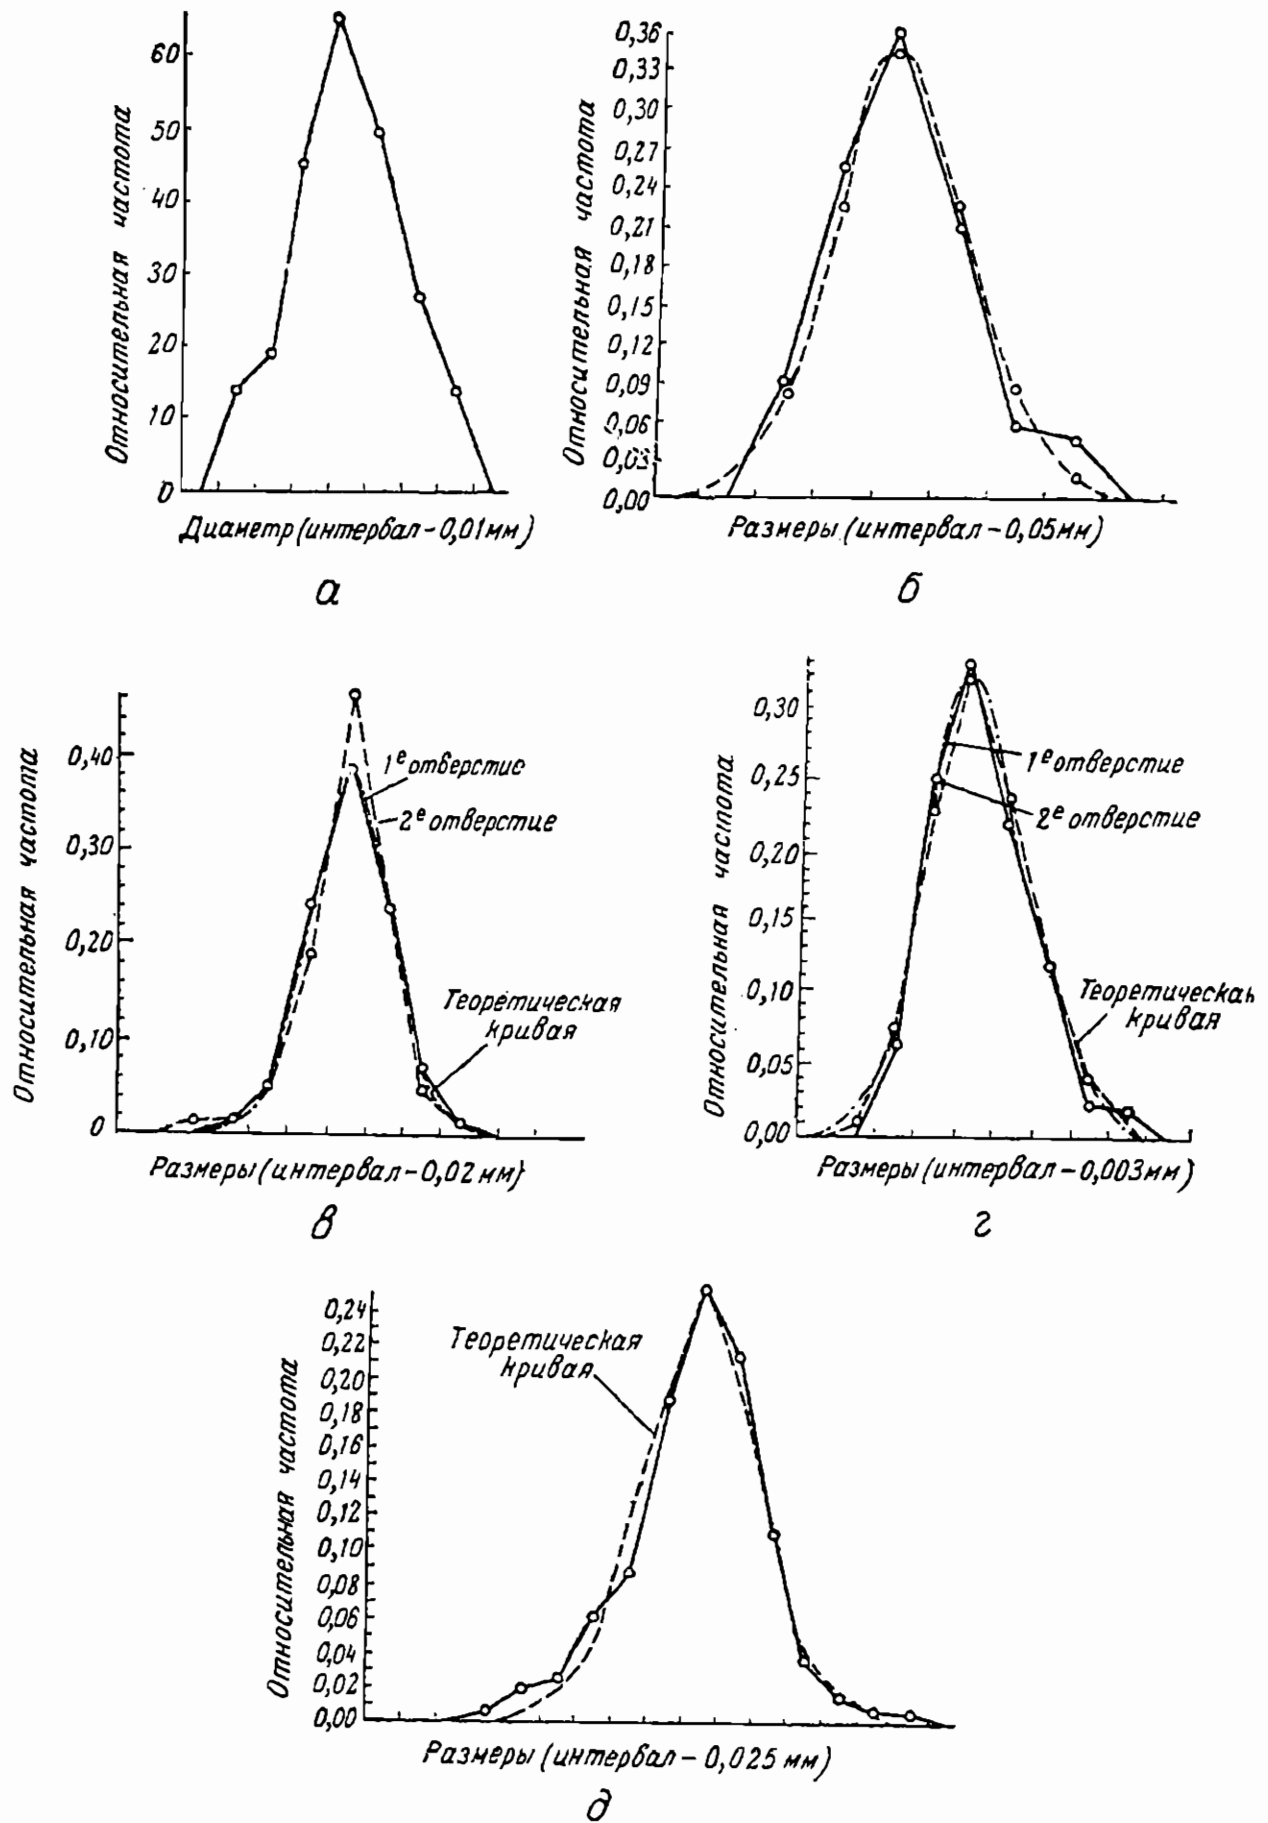 Относительная частота
60
50
40
30
20
10
0
Диаметр (интервал - 0,01 мм)
а
Относительная частота
0,36
0,33
0,30
0,27
0,24
0,21
0,18
0,15
0,12
0,09
0,06
0,03
0,00
Размеры (интервал - 0,05 мм)
б
Относительная частота
0,40
0,30
0,20
0,10
0
1е отверстие
2е отверстие
Теоретическая
кривая
Размеры (интервал - 0,02 мм)
в
Относительная частота
0,30
0,25
0,20
0,15
0,10
0,05
0,00
1е отверстие
2е отверстие
Теоретическая
кривая
Размеры (интервал - 0,003 мм)
г
Относительная частота
0,24
0,22
0,20
0,18
0,16
0,14
0,12
0,10
0,08
0,06
0,04
0,02
0,00
Теоретическая
кривая
Размеры (интервал - 0,025 мм)
д